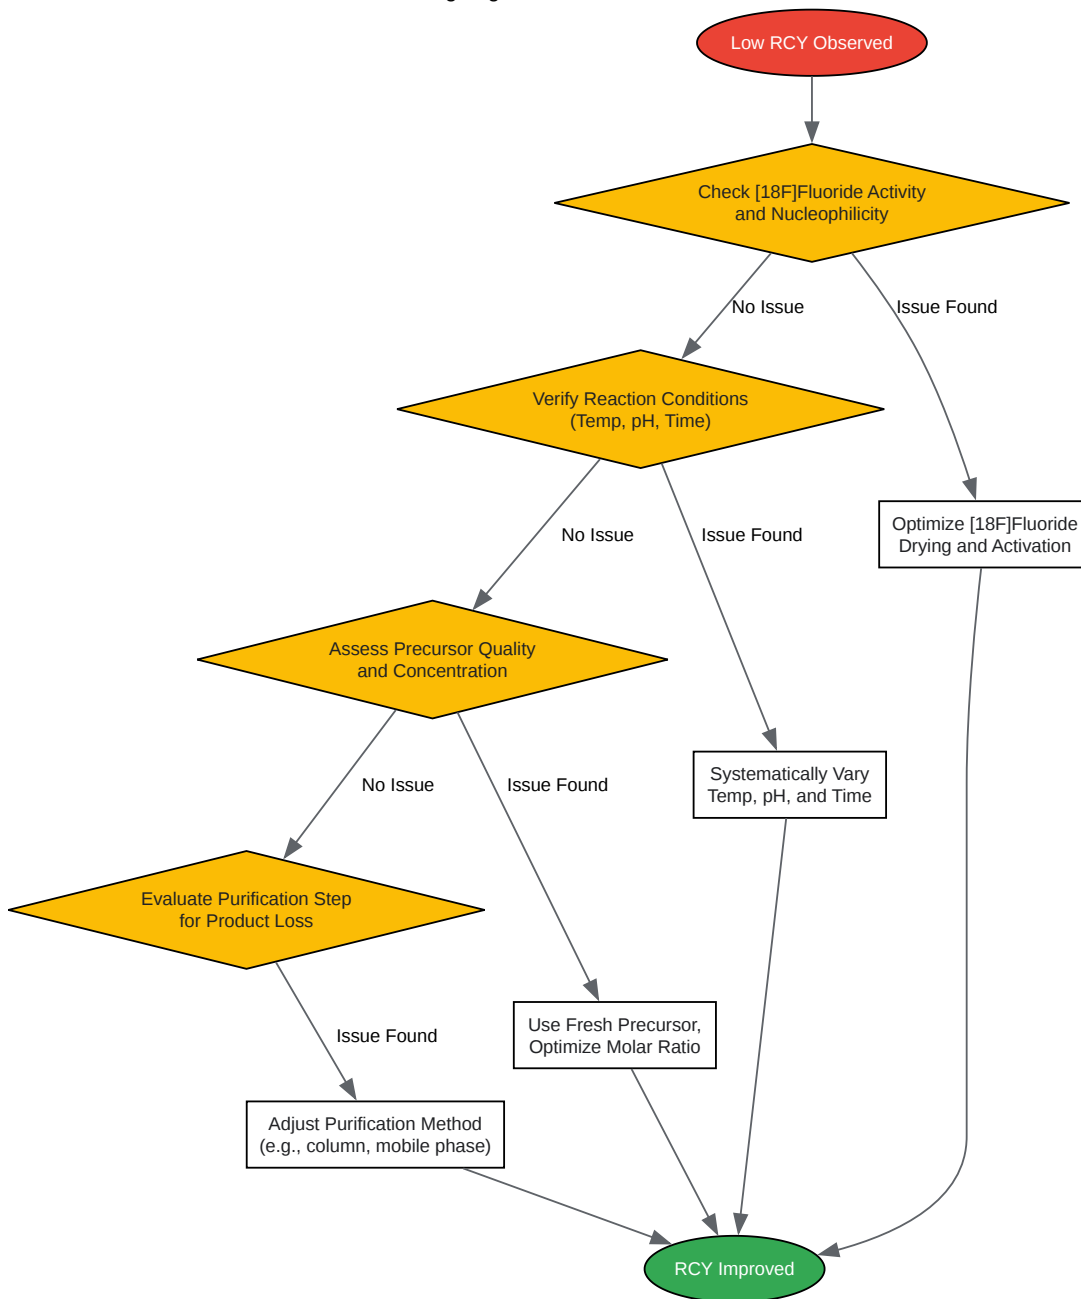 Low RCY Observed
Check [18F]Fluoride Activity
and Nucleophilicity
No Issue
Issue Found
Verify Reaction Conditions
(Temp, pH, Time)
Optimize [18F]Fluoride
Drying and Activation
No Issue
Issue Found
Assess Precursor Quality
and Concentration
Systematically Vary
Temp, pH, and Time
No Issue
Issue Found
Evaluate Purification Step
for Product Loss
Use Fresh Precursor,
Optimize Molar Ratio
Issue Found
Adjust Purification Method
(e.g., column, mobile phase)
RCY Improved